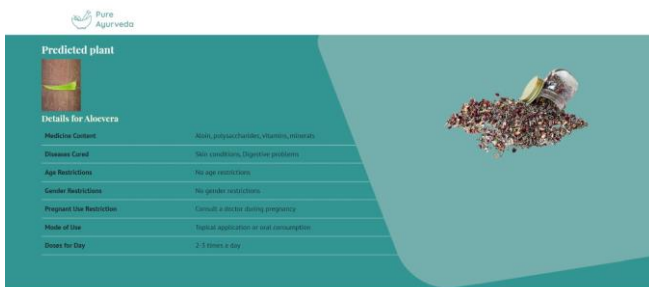 Pure
Ayurveda
Predicted plant
Details for Aloevera
Medicine Content Aloin, polysaccharides, vitamins, minerals
Diseases Cured Skin conditions, Digestive problems
Age Restrictions No age restrictions
Gender Restrictions No gender restrictions
Pregnant Use Restriction Consult a doctor during pregnancy
Mode of Use Topical application or oral consumption
Doses for Day 2-3 times a day